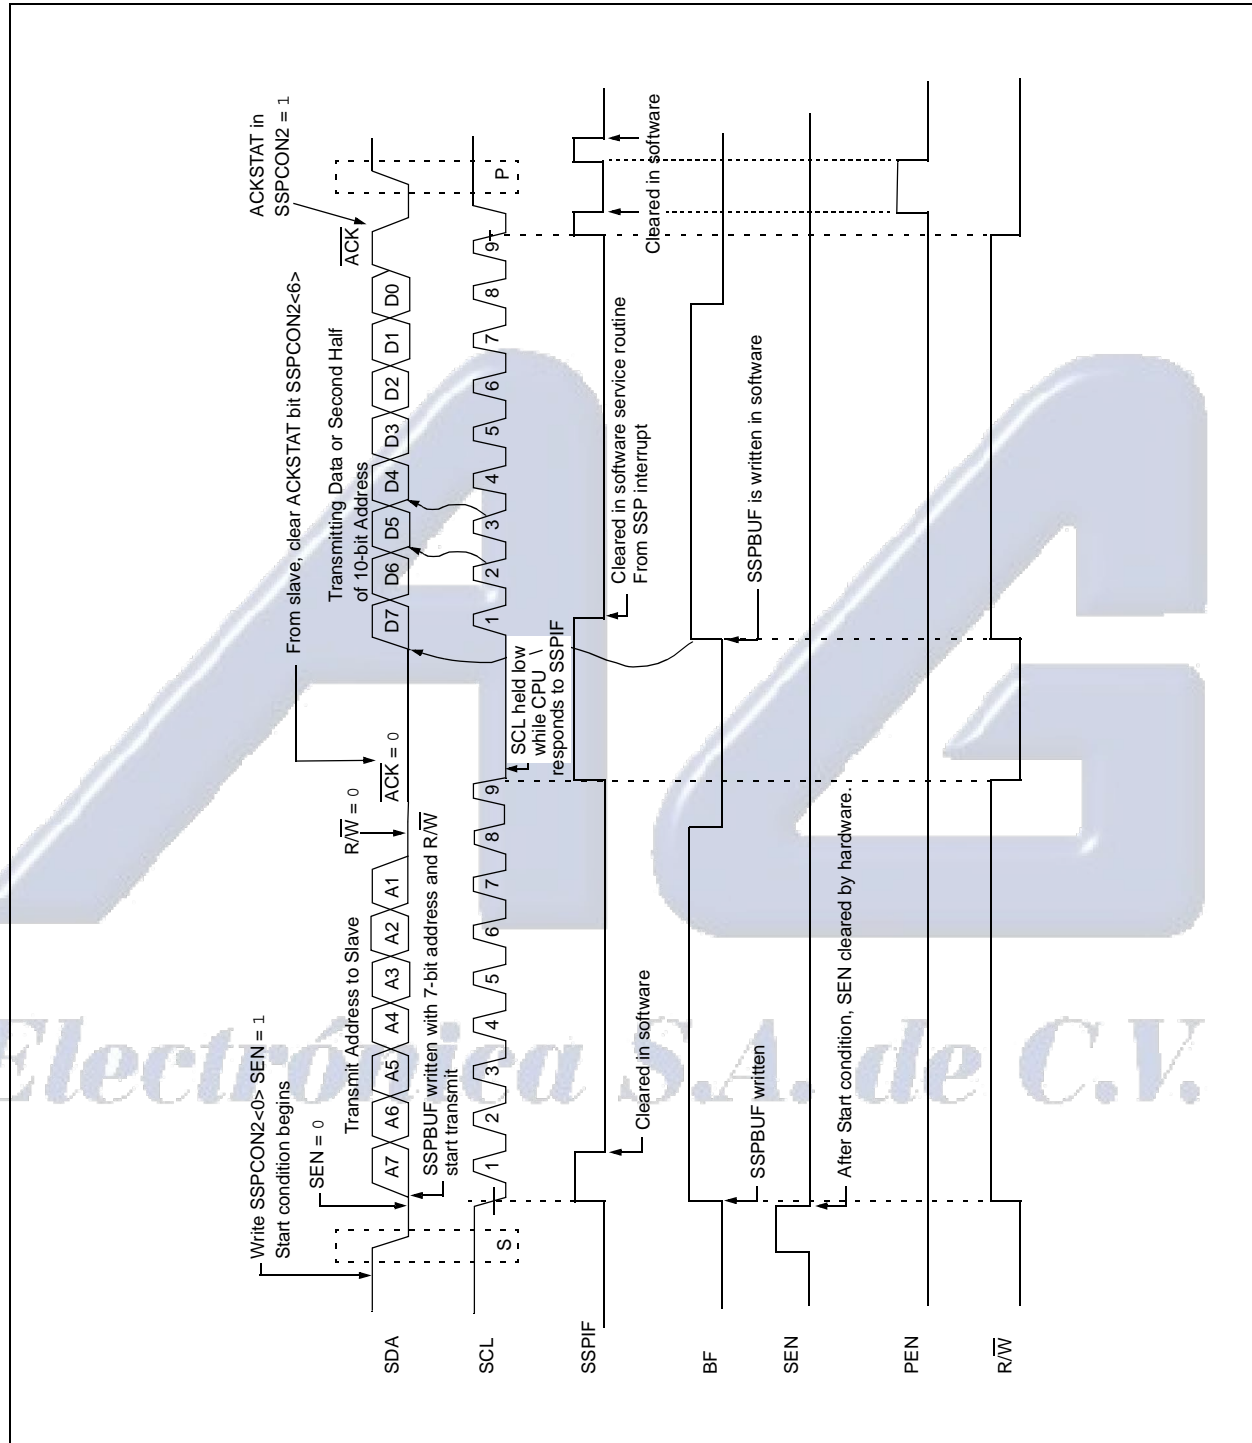 Write SSPCON2<0> SEN = 1
Start condition begins
SEN = 0
Transmit Address to Slave
R/W = 0
ACK = 0
From slave, clear ACKSTAT bit SSPCON2<6>
Transmitting Data or Second Half
of 10-bit Address
ACKSTAT in
SSPCON2 = 1
ACK
SDA
A7 A6 A5 A4 A3 A2 A1
D7 D6 D5 D4 D3 D2 D1 D0
SSPBUF written with 7-bit address and R/W
start transmit
SCL
S
1 2 3 4 5 6 7 8 9
1 2 3 4 5 6 7 8 9
P
SCL held low
while CPU
responds to SSPIF
SSPIF
Cleared in software
Cleared in software service routine
From SSP interrupt
Cleared in software
BF
SSPBUF written
SSPBUF is written in software
SEN
After Start condition, SEN cleared by hardware.
PEN
R/W
AG
Electrónica S.A. de C.V.